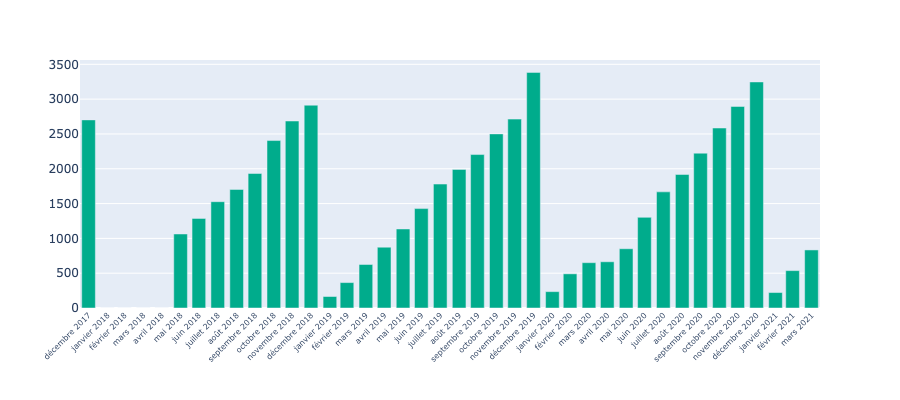 3500
3000
2500
2000
1500
1000
500
0
décembre 2017
janvier 2018
février 2018
mars 2018
avril 2018
mai 2018
juin 2018
juillet 2018
août 2018
septembre 2018
octobre 2018
novembre 2018
décembre 2018
janvier 2019
février 2019
mars 2019
avril 2019
mai 2019
juin 2019
juillet 2019
août 2019
septembre 2019
octobre 2019
novembre 2019
décembre 2019
janvier 2020
février 2020
mars 2020
avril 2020
mai 2020
juin 2020
juillet 2020
août 2020
septembre 2020
octobre 2020
novembre 2020
décembre 2020
janvier 2021
février 2021
mars 2021